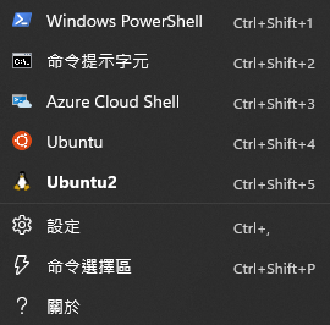 Windows PowerShell Ctrl+Shift+1
命令提示字元 Ctrl+Shift+2
Azure Cloud Shell Ctrl+Shift+3
Ubuntu Ctrl+Shift+4
Ubuntu2 Ctrl+Shift+5
設定 Ctrl+,
命令選擇區 Ctrl+Shift+P
關於